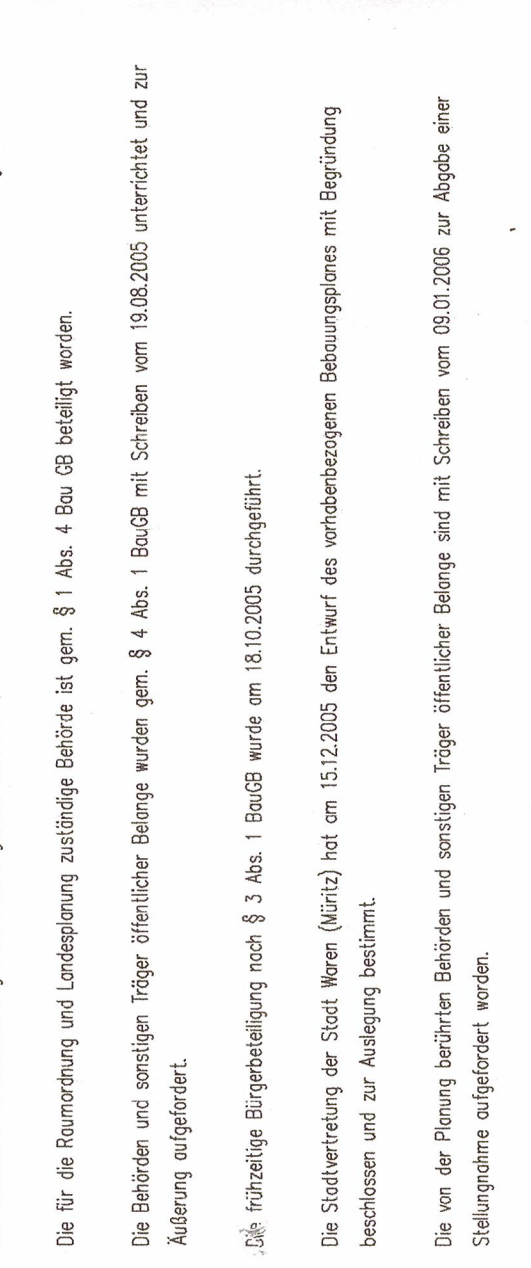 Die für die Raumordnung und Landesplanung zuständige Behörde ist gem. § 1 Abs. 4 Bau GB beteiligt worden.
Die Behörden und sonstigen Träger öffentlicher Belange wurden gem. § 4 Abs. 1 BauGB mit Schreiben vom 19.08.2005 unterrichtet und zur
Äußerung aufgefordert.
Die frühzeitige Bürgerbeteiligung nach § 3 Abs. 1 BauGB wurde am 18.10.2005 durchgeführt.
Die Stadtvertretung der Stadt Waren (Müritz) hat am 15.12.2005 den Entwurf des vorhabenbezogenen Bebauungsplanes mit Begründung
beschlossen und zur Auslegung bestimmt.
Die von der Planung berührten Behörden und sonstigen Träger öffentlicher Belange sind mit Schreiben vom 09.01.2006 zur Abgabe einer
Stellungnahme aufgefordert worden.